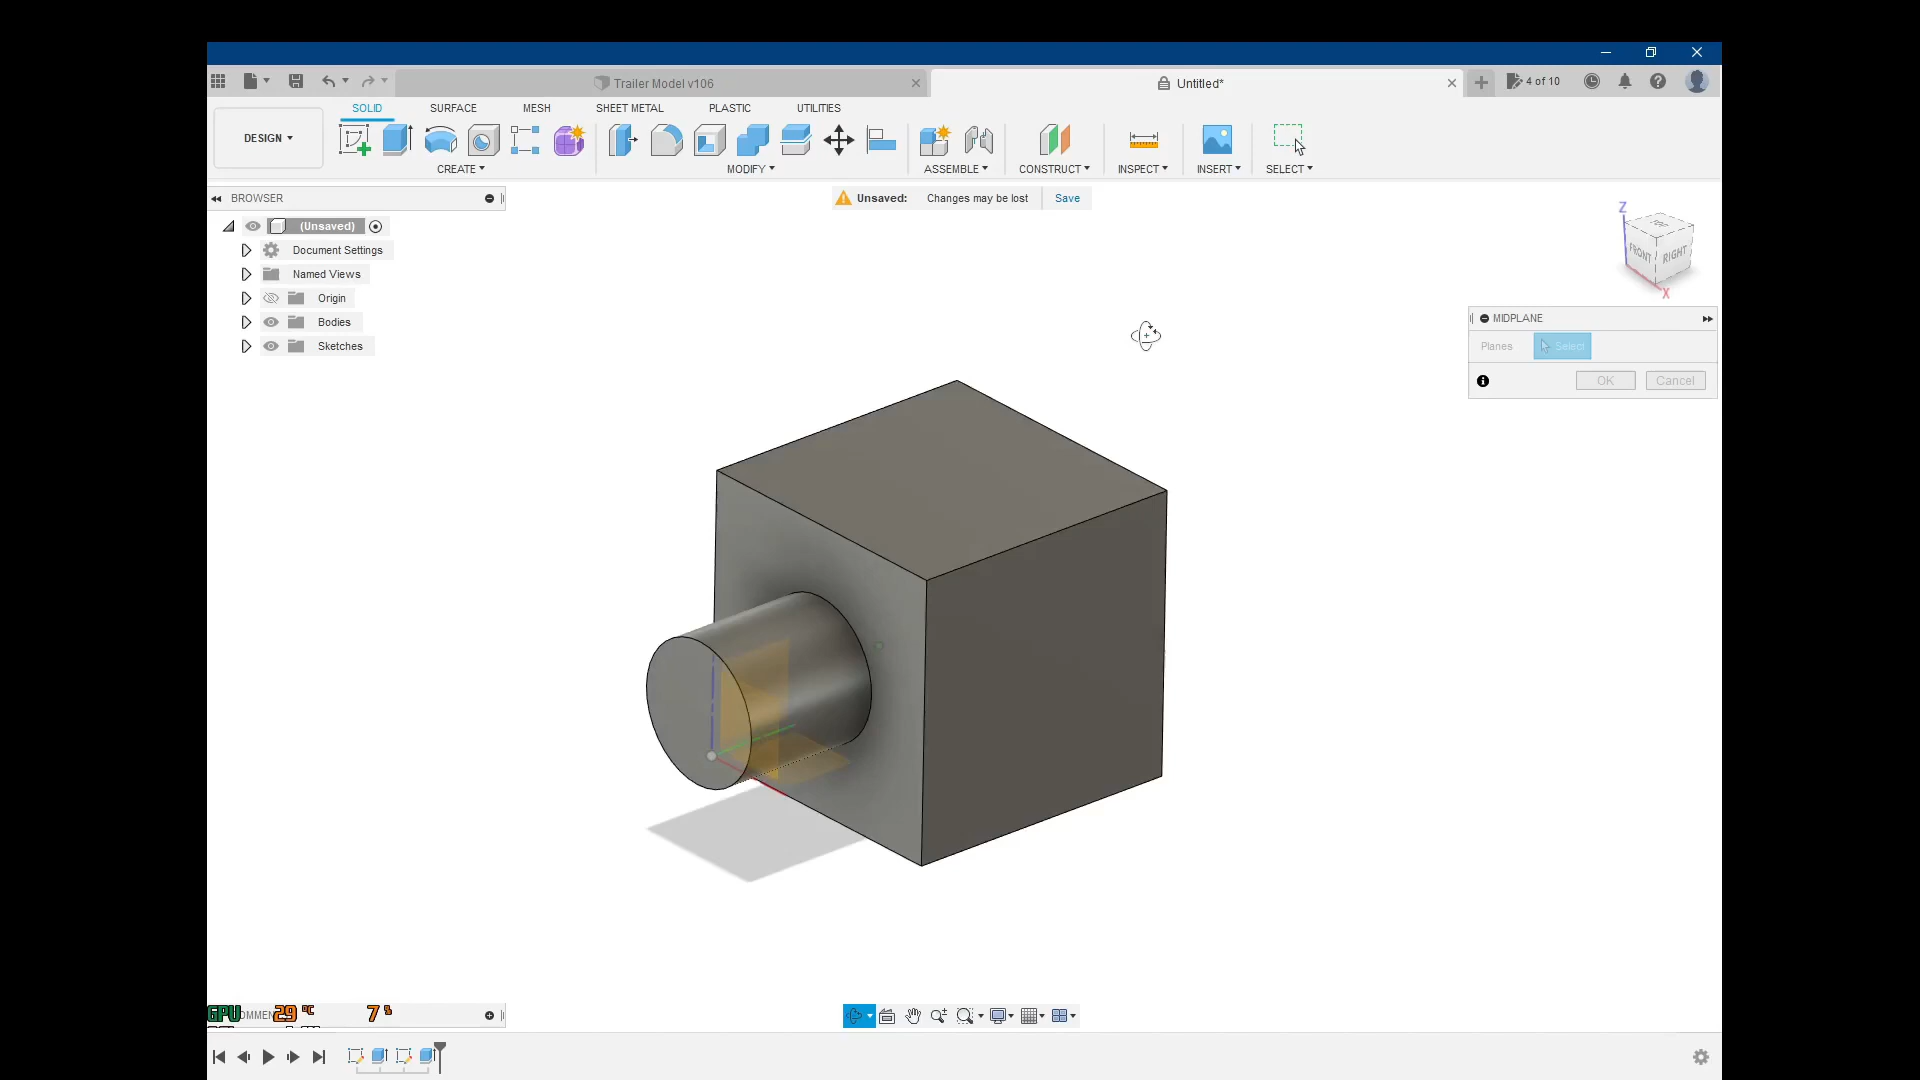 Trailer Model v106
Untitled*
4 of 10
SOLID SURFACE MESH SHEET METAL PLASTIC UTILITIES
DESIGN
CREATE MODIFY ASSEMBLE CONSTRUCT INSPECT INSERT SELECT
BROWSER
Unsaved: Changes may be lost Save
(Unsaved)
Document Settings
Named Views
Origin
Bodies
Sketches
Z
TOP
FRONT RIGHT
X
MIDPLANE
Planes Select
OK Cancel
GPU 29 °C 7 %